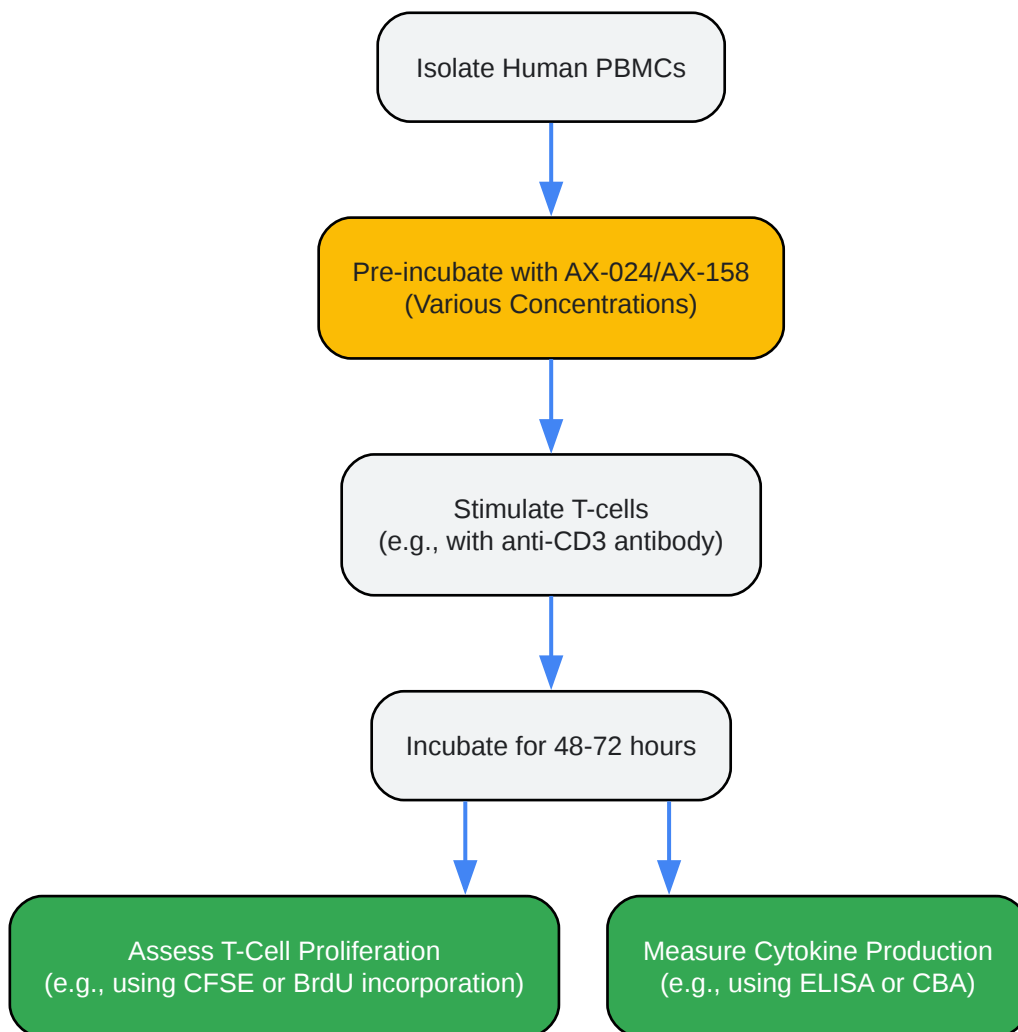 Isolate Human PBMCs
Pre-incubate with AX-024/AX-158
(Various Concentrations)
Stimulate T-cells
(e.g., with anti-CD3 antibody)
Incubate for 48-72 hours
Assess T-Cell Proliferation
(e.g., using CFSE or BrdU incorporation)
Measure Cytokine Production
(e.g., using ELISA or CBA)